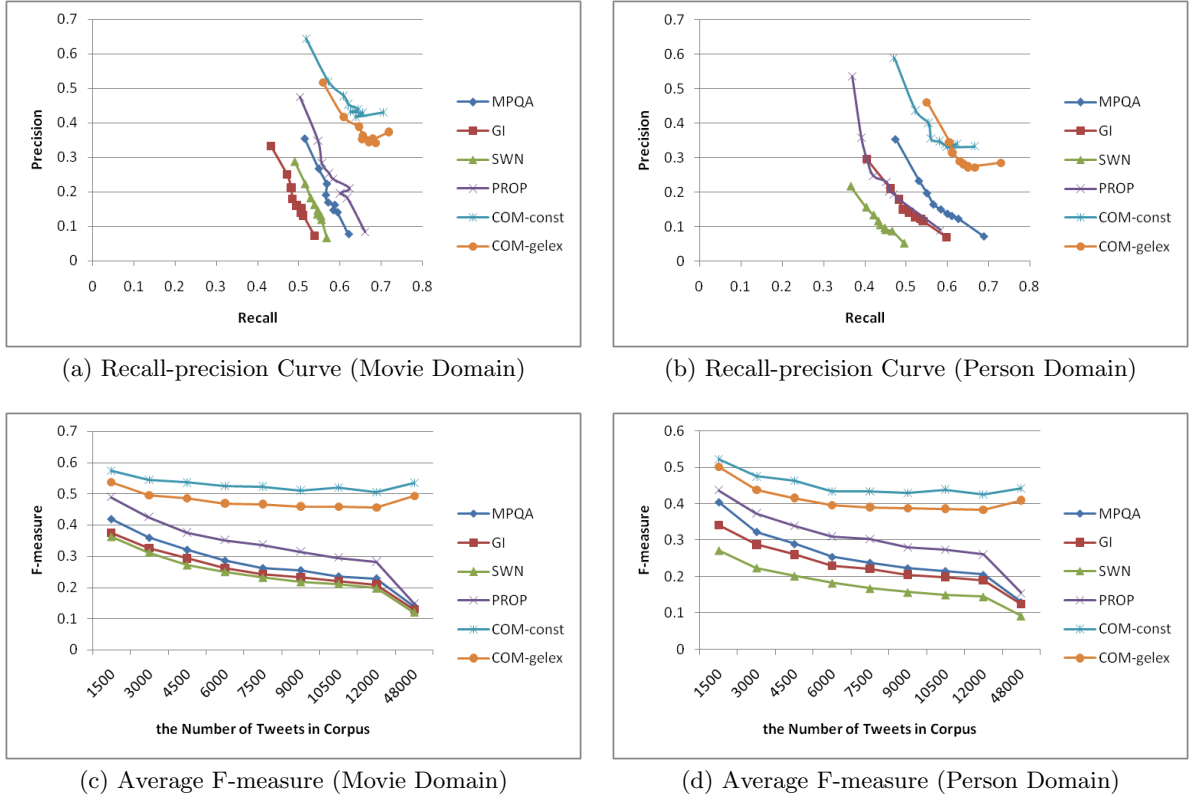 0.7
0.6
0.5
0.4
0.3
0.2
0.1
0
Precision
0 0.1 0.2 0.3 0.4 0.5 0.6 0.7 0.8
Recall
MPQA
GI
SWN
PROP
COM-const
COM-gelex
(a) Recall-precision Curve (Movie Domain)
0.7
0.6
0.5
0.4
0.3
0.2
0.1
0
Precision
0 0.1 0.2 0.3 0.4 0.5 0.6 0.7 0.8
Recall
MPQA
GI
SWN
PROP
COM-const
COM-gelex
(b) Recall-precision Curve (Person Domain)
0.7
0.6
0.5
0.4
0.3
0.2
0.1
0
F-measure
1500 3000 4500 6000 7500 9000 10500 12000 48000
the Number of Tweets in Corpus
MPQA
GI
SWN
PROP
COM-const
COM-gelex
(c) Average F-measure (Movie Domain)
0.6
0.5
0.4
0.3
0.2
0.1
0
F-measure
1500 3000 4500 6000 7500 9000 10500 12000 48000
the Number of Tweets in Corpus
MPQA
GI
SWN
PROP
COM-const
COM-gelex
(d) Average F-measure (Person Domain)